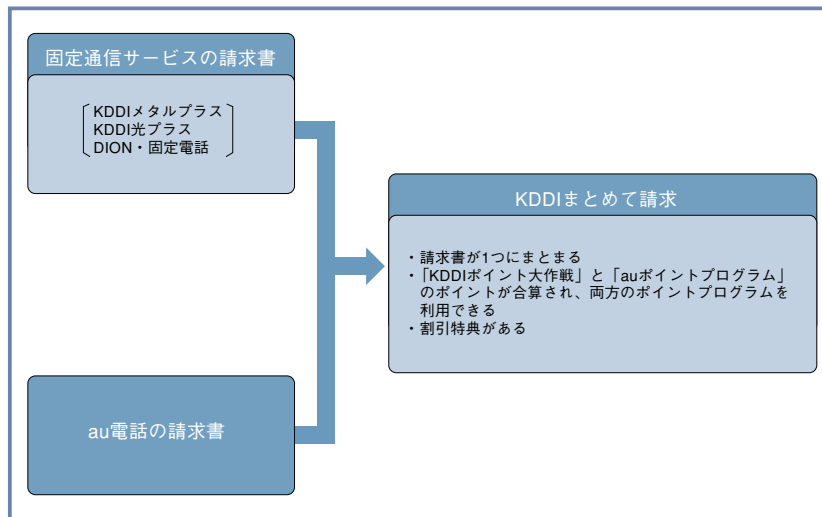 固定通信サービスの請求書
KDDIメタルプラス
KDDI光プラス
DION・固定電話
au電話の請求書
KDDIまとめて請求
・請求書が1つにまとまる
・「KDDIポイント大作戦」と「auポイントプログラム」
のポイントが合算され、両方のポイントプログラムを
利用できる
・割引特典がある